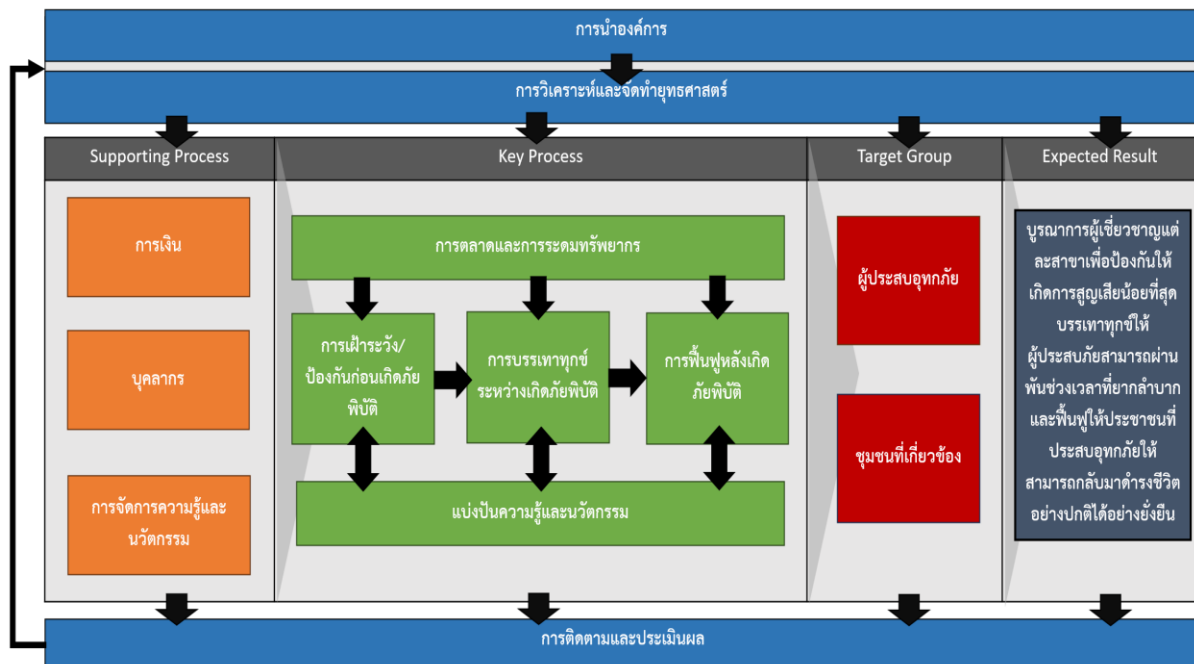 การนำองค์การ
การวิเคราะห์และจัดทำยุทธศาสตร์
Supporting Process
Key Process
Target Group
Expected Result
การเงิน
บุคลากร
การจัดการความรู้และ
นวัตกรรม
การตลาดและการระดมทรัพยากร
การเฝ้าระวัง/
ป้องกันก่อนเกิดภัย
พิบัติ
การบรรเทาทุกข์
ระหว่างเกิดภัยพิบัติ
การฟื้นฟูหลังเกิด
ภัยพิบัติ
แบ่งปันความรู้และนวัตกรรม
ผู้ประสบอุทกภัย
ชุมชนที่เกี่ยวข้อง
บูรณาการผู้เชี่ยวชาญแต่
ละสาขาเพื่อป้องกันให้
เกิดการสูญเสียน้อยที่สุด
บรรเทาทุกข์ให้
ผู้ประสบภัยสามารถผ่าน
พันช่วงเวลาที่ยากลำบาก
และฟื้นฟูให้ประชาชนที่
ประสบอุทกภัยให้
สามารถกลับมาดำรงชีวิต
อย่างปกติได้อย่างยั่งยืน
การติดตามและประเมินผล